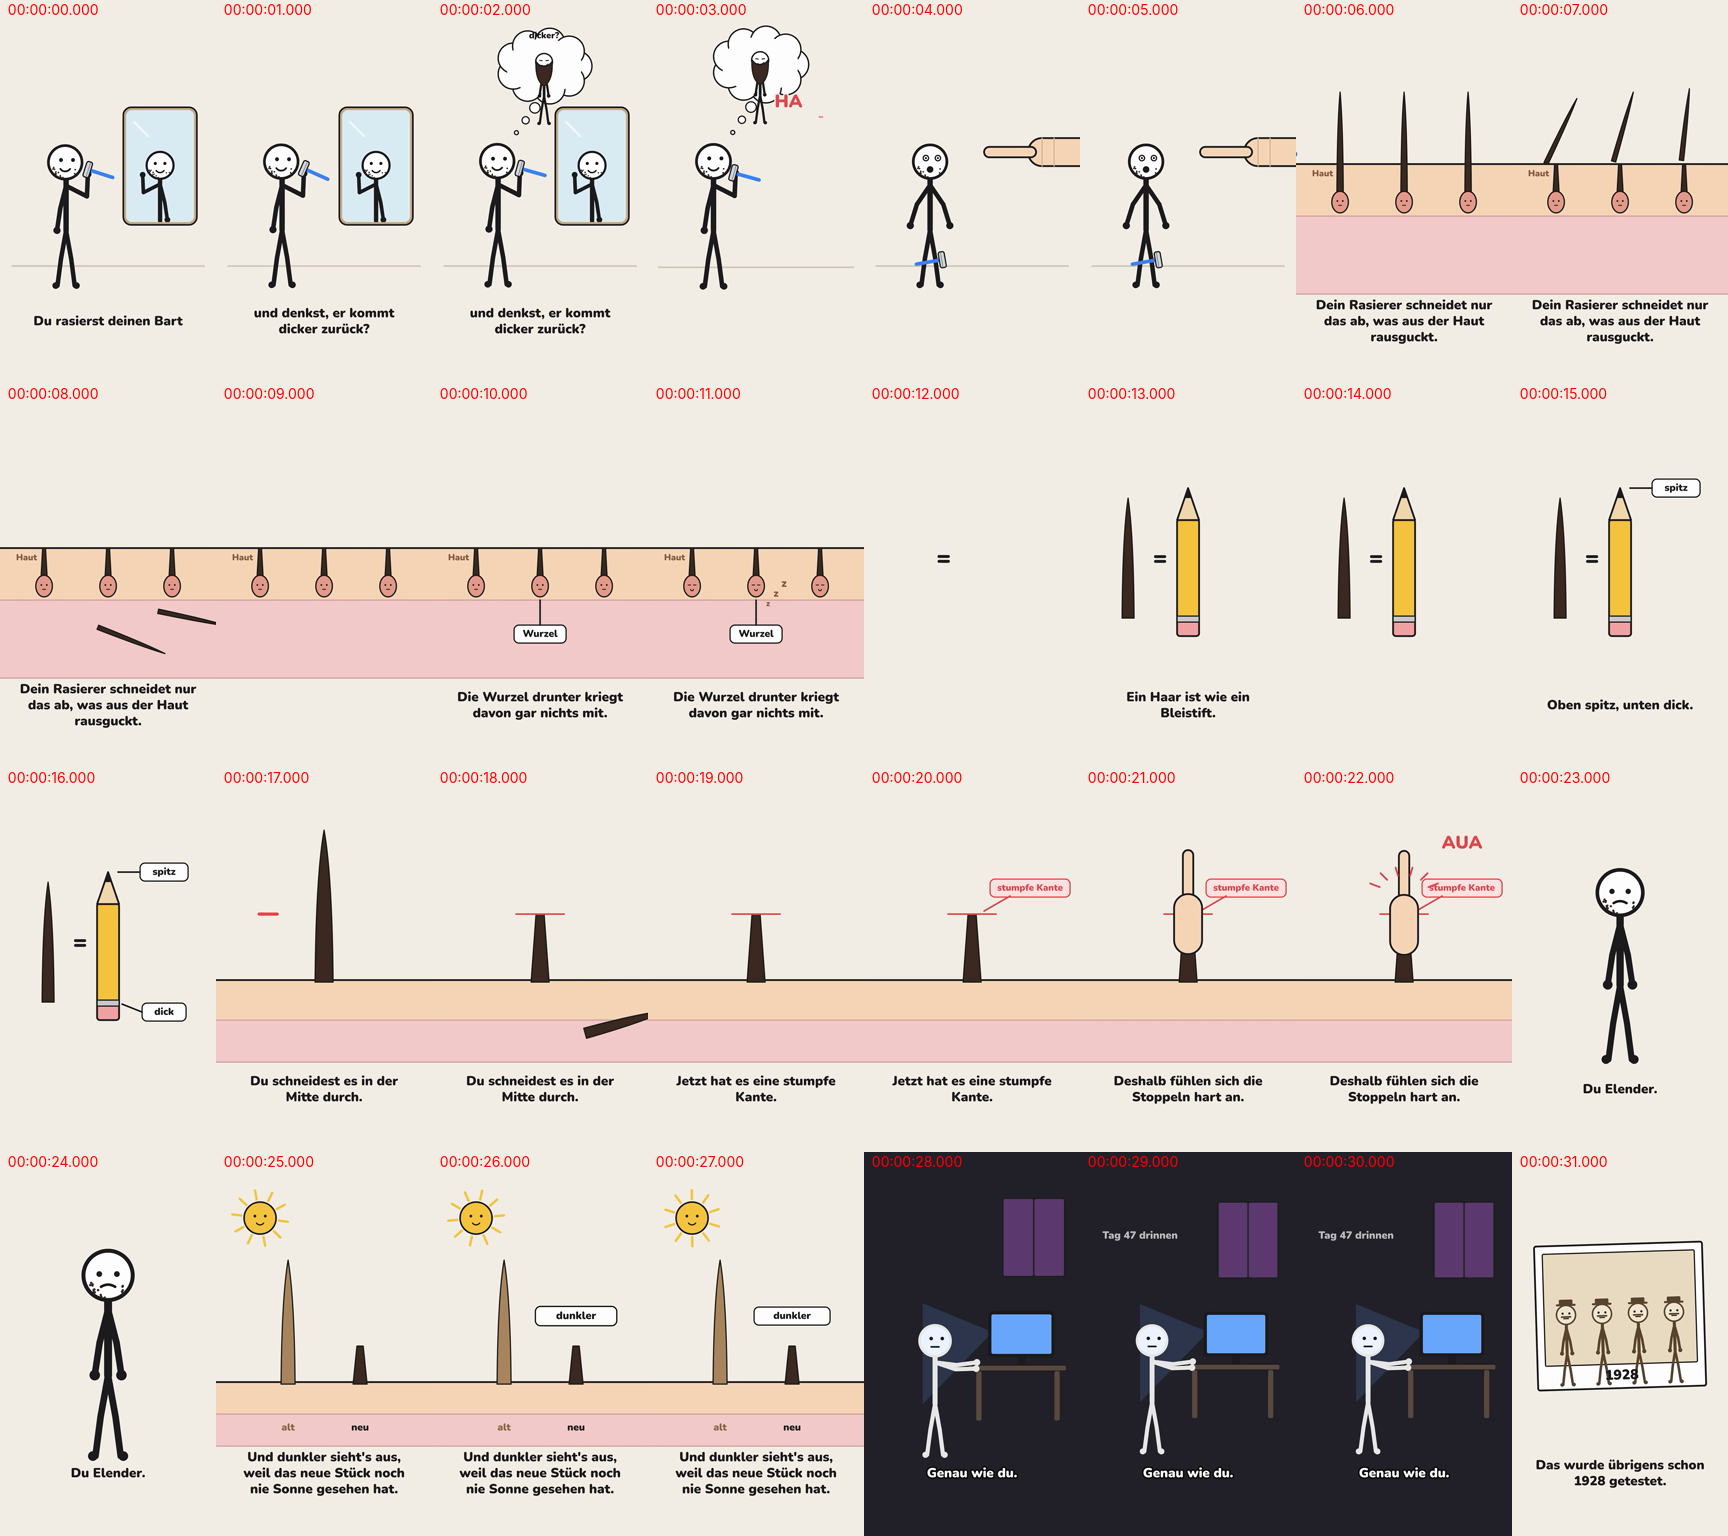 00:00:00.000
00:00:01.000
00:00:02.000
00:00:03.000
00:00:04.000
00:00:05.000
00:00:06.000
00:00:07.000
dicker?
HA
Haut
Haut
Du rasierst deinen Bart
und denkst, er kommt
dicker zurück?
und denkst, er kommt
dicker zurück?
Dein Rasierer schneidet nur
das ab, was aus der Haut
rausguckt.
Dein Rasierer schneidet nur
das ab, was aus der Haut
rausguckt.
00:00:08.000
00:00:09.000
00:00:10.000
00:00:11.000
00:00:12.000
00:00:13.000
00:00:14.000
00:00:15.000
Haut
Haut
Haut
Wurzel
Haut
z
z
z
Wurzel
=
=
=
=
spitz
Dein Rasierer schneidet nur
das ab, was aus der Haut
rausguckt.
Die Wurzel drunter kriegt
davon gar nichts mit.
Die Wurzel drunter kriegt
davon gar nichts mit.
Ein Haar ist wie ein
Bleistift.
Oben spitz, unten dick.
00:00:16.000
00:00:17.000
00:00:18.000
00:00:19.000
00:00:20.000
00:00:21.000
00:00:22.000
00:00:23.000
spitz
=
dick
stumpfe Kante
stumpfe Kante
AUA
stumpfe Kante
Du schneidest es in der
Mitte durch.
Du schneidest es in der
Mitte durch.
Jetzt hat es eine stumpfe
Kante.
Jetzt hat es eine stumpfe
Kante.
Deshalb fühlen sich die
Stoppeln hart an.
Deshalb fühlen sich die
Stoppeln hart an.
Du Elender.
00:00:24.000
00:00:25.000
00:00:26.000
00:00:27.000
00:00:28.000
00:00:29.000
00:00:30.000
00:00:31.000
Du Elender.
alt
neu
Und dunkler sieht's aus,
weil das neue Stück noch
nie Sonne gesehen hat.
dunkler
alt
neu
Und dunkler sieht's aus,
weil das neue Stück noch
nie Sonne gesehen hat.
dunkler
alt
neu
Und dunkler sieht's aus,
weil das neue Stück noch
nie Sonne gesehen hat.
Genau wie du.
Tag 47 drinnen
Genau wie du.
Tag 47 drinnen
Genau wie du.
1928
Das wurde übrigens schon
1928 getestet.